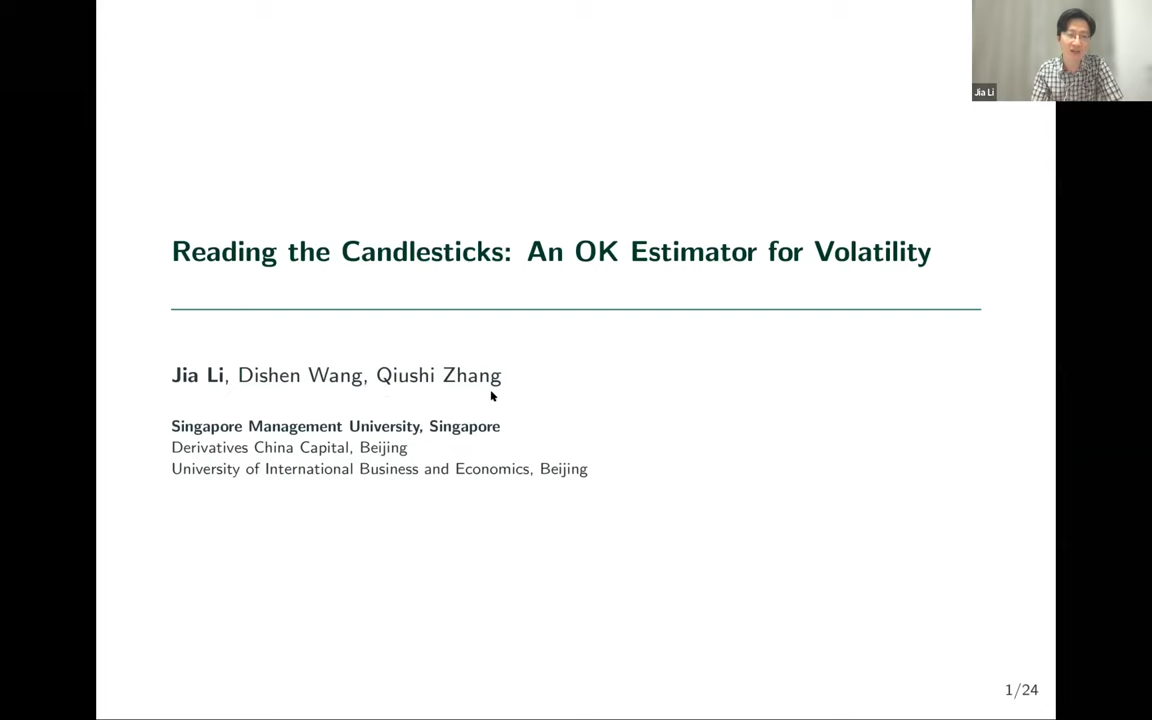 Jia Li
Reading the Candlesticks: An OK Estimator for Volatility
Jia Li, Dishen Wang, Qiushi Zhang
Singapore Management University, Singapore
Derivatives China Capital, Beijing
University of International Business and Economics, Beijing
1/24